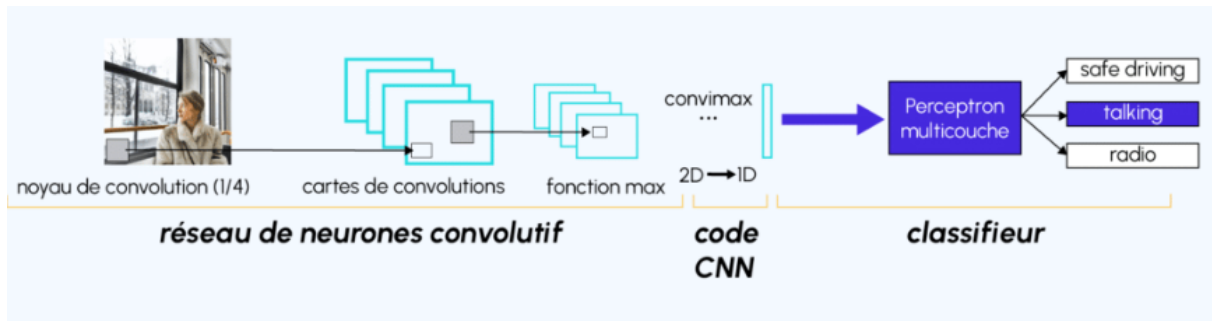 noyau de convolution (1/4)
cartes de convolutions
fonction max
convimax
...
2D
1D
Perceptron
multicouche
safe driving
talking
radio
réseau de neurones convolutif
code
CNN
classifieur